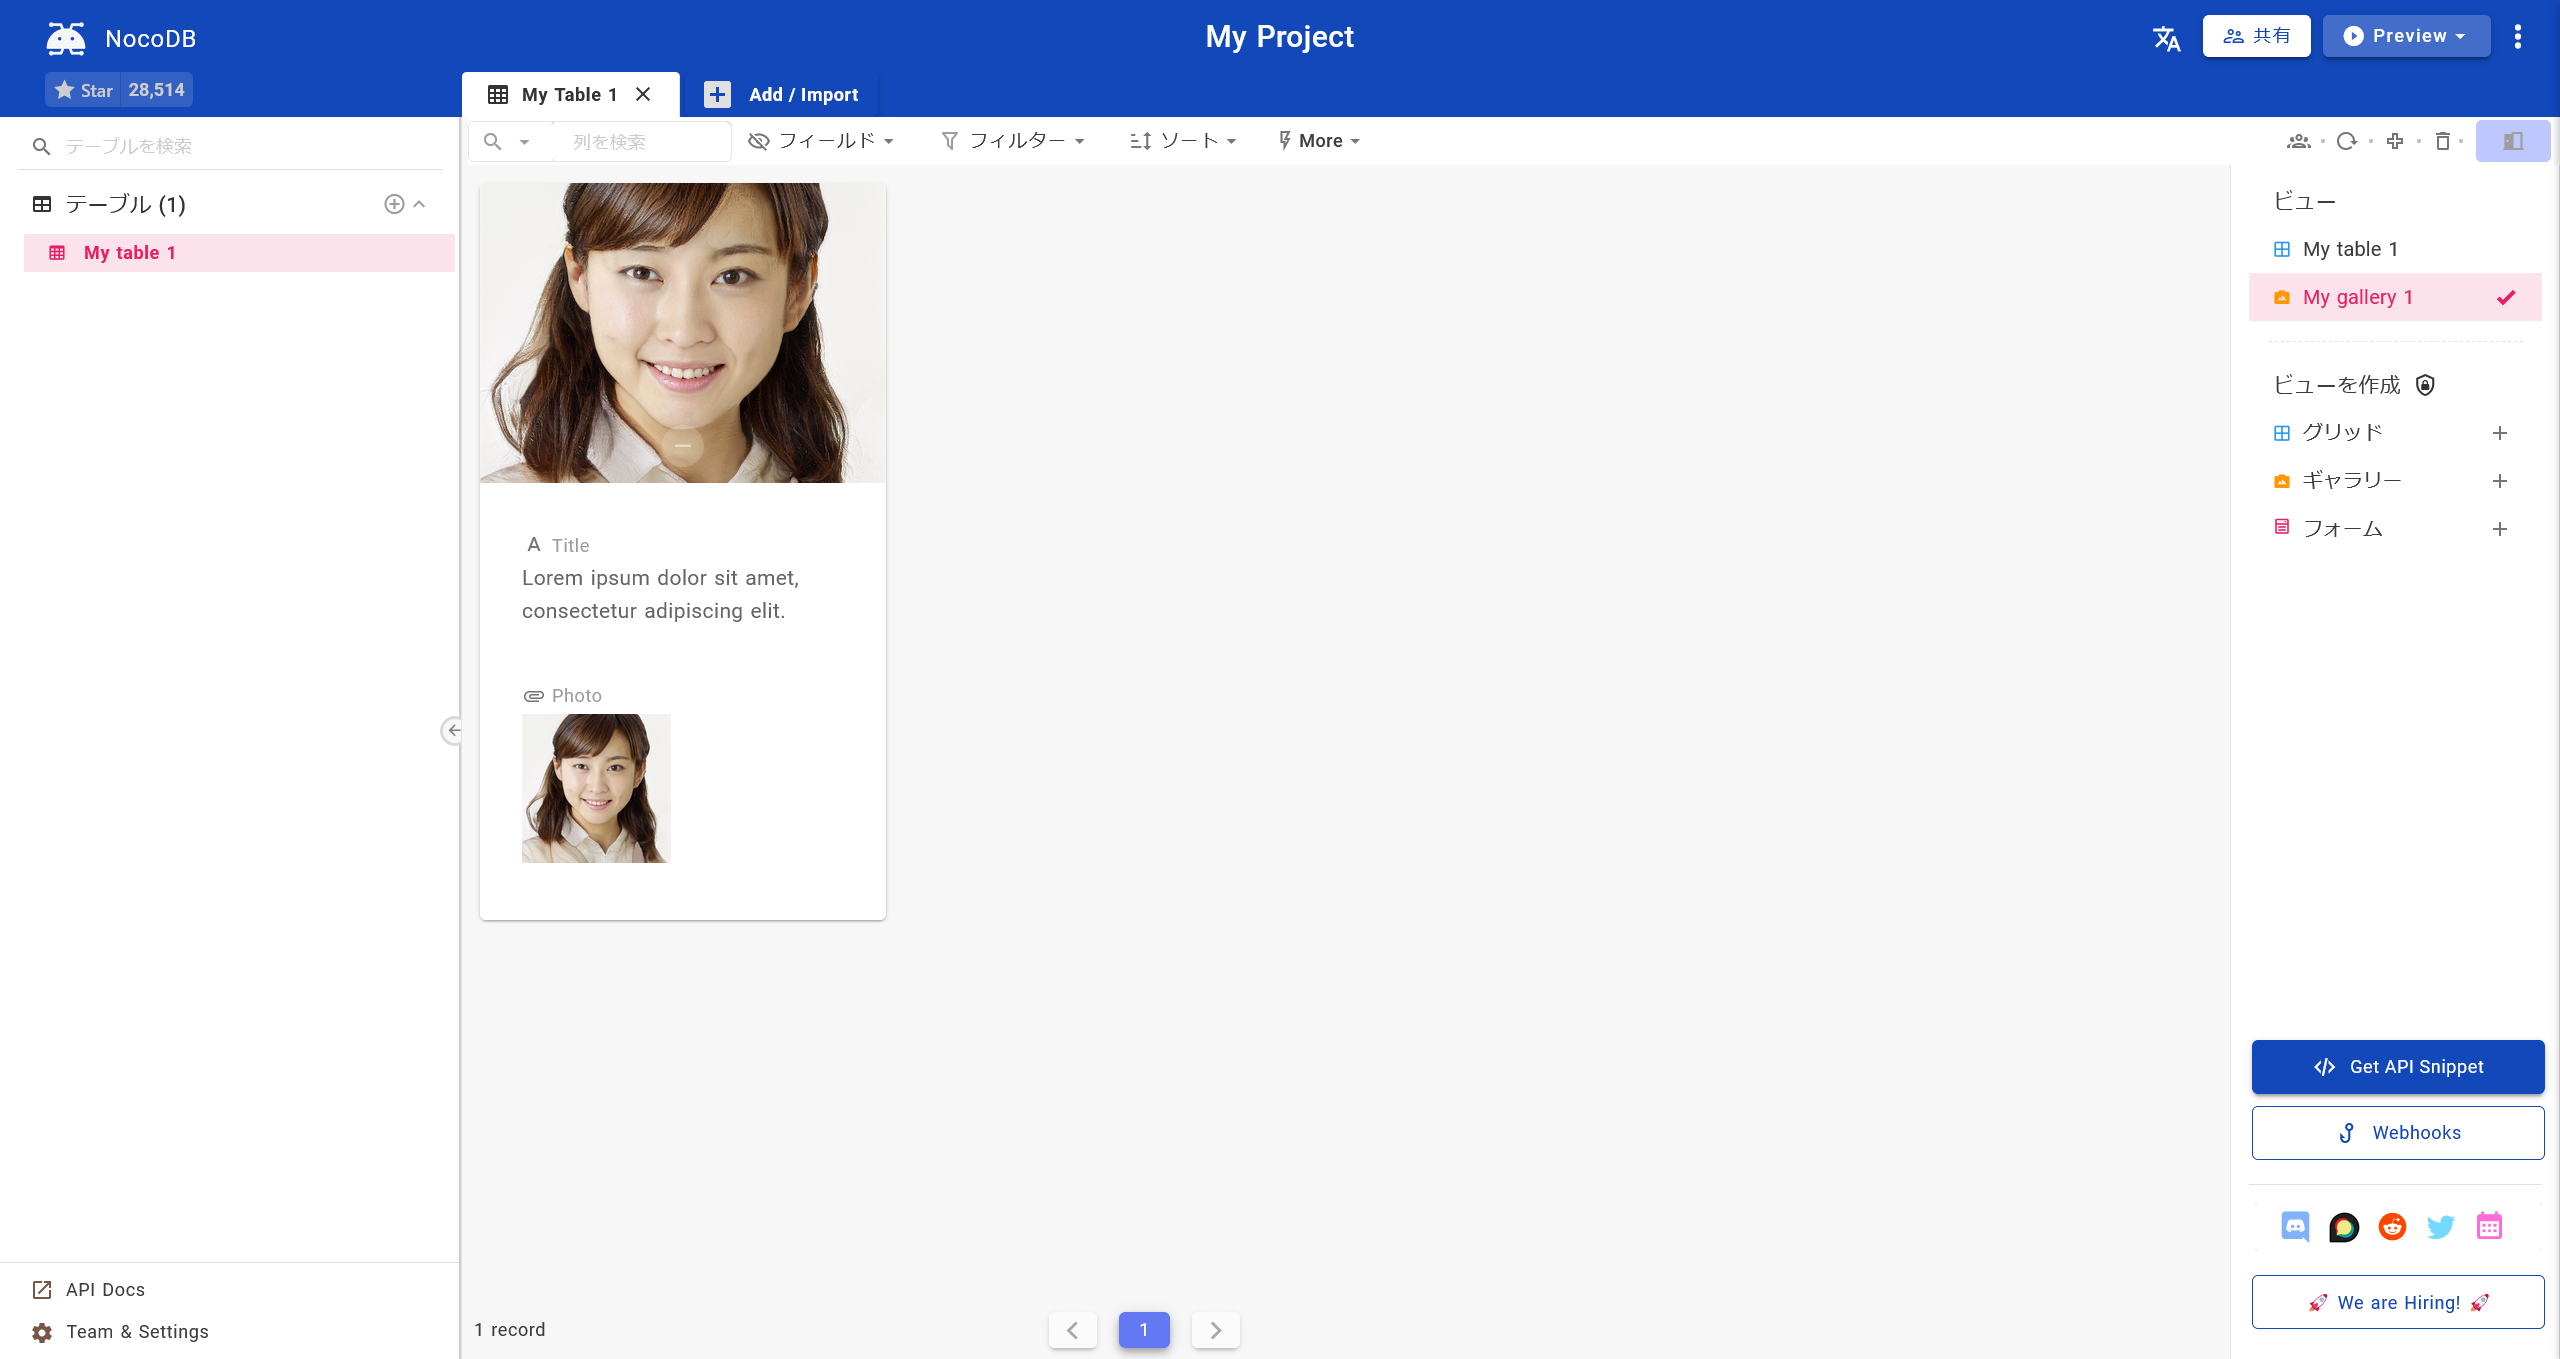 NocoDB
My Project
共有
Preview
Star 28,514
My Table 1
Add / Import
テーブルを検索
列を検索
フィールド
フィルター
ソート
More
テーブル (1)
My table 1
Title
Lorem ipsum dolor sit amet,
consectetur adipiscing elit.
Photo
ビュー
My table 1
My gallery 1
ビューを作成
グリッド
ギャラリー
フォーム
Get API Snippet
Webhooks
We are Hiring!
API Docs
Team & Settings
1 record
1